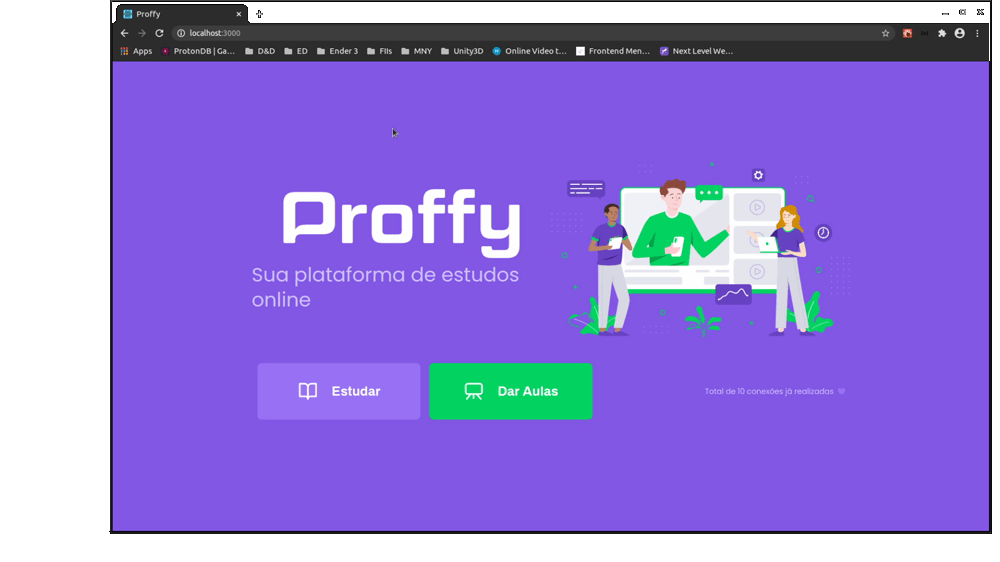 Proffy
localhost:3000
Apps ProtonDB | Ga... D&D ED Ender 3 FIIs MNY Unity3D Online Video t... Frontend Men... Next Level We...
Proffy
Sua plataforma de estudos
online
Estudar Dar Aulas Total de 10 conexões já realizadas